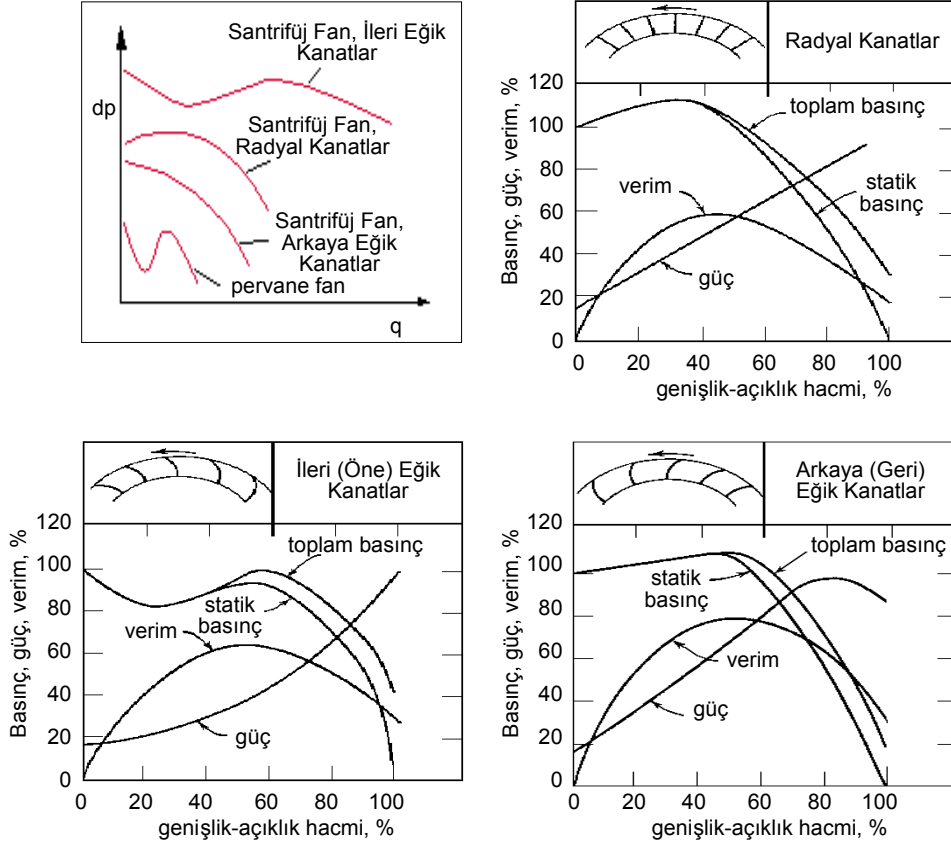 Santrifüj Fan, İleri Eğik
Kanatlar
dp
Santrifüj Fan,
Radyal Kanatlar
Santrifüj Fan,
Arkaya Eğik
Kanatlar
pervane fan
q
Radyal Kanatlar
120
100
80
60
40
20
0
Basınç, güç, verim, %
toplam basınç
verim
statik
basınç
güç
0 20 40 60 80 100
genişlik-açıklık hacmi, %
İleri (Öne) Eğik
Kanatlar
120
100
80
60
40
20
0
Basınç, güç, verim, %
toplam basınç
statik
basınç
verim
güç
0 20 40 60 80 100
genişlik-açıklık hacmi, %
Arkaya (Geri)
Eğik Kanatlar
120
100
80
60
40
20
0
Basınç, güç, verim, %
toplam basınç
statik
basınç
verim
güç
0 20 40 60 80 100
genişlik-açıklık hacmi, %